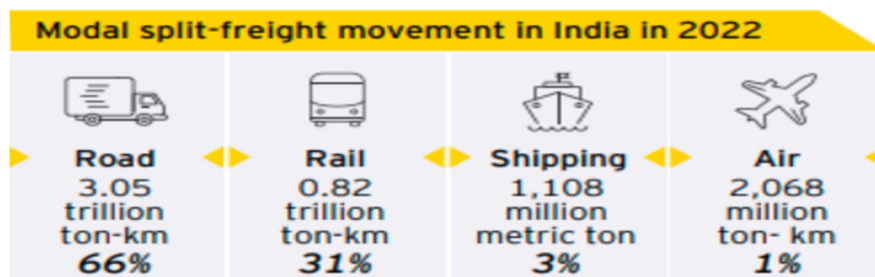 Modal split-freight movement in India in 2022
Road
3.05
trillion
ton-km
66%
Rail
0.82
trillion
ton-km
31%
Shipping
1,108
million
metric ton
3%
Air
2,068
million
ton- km
1%